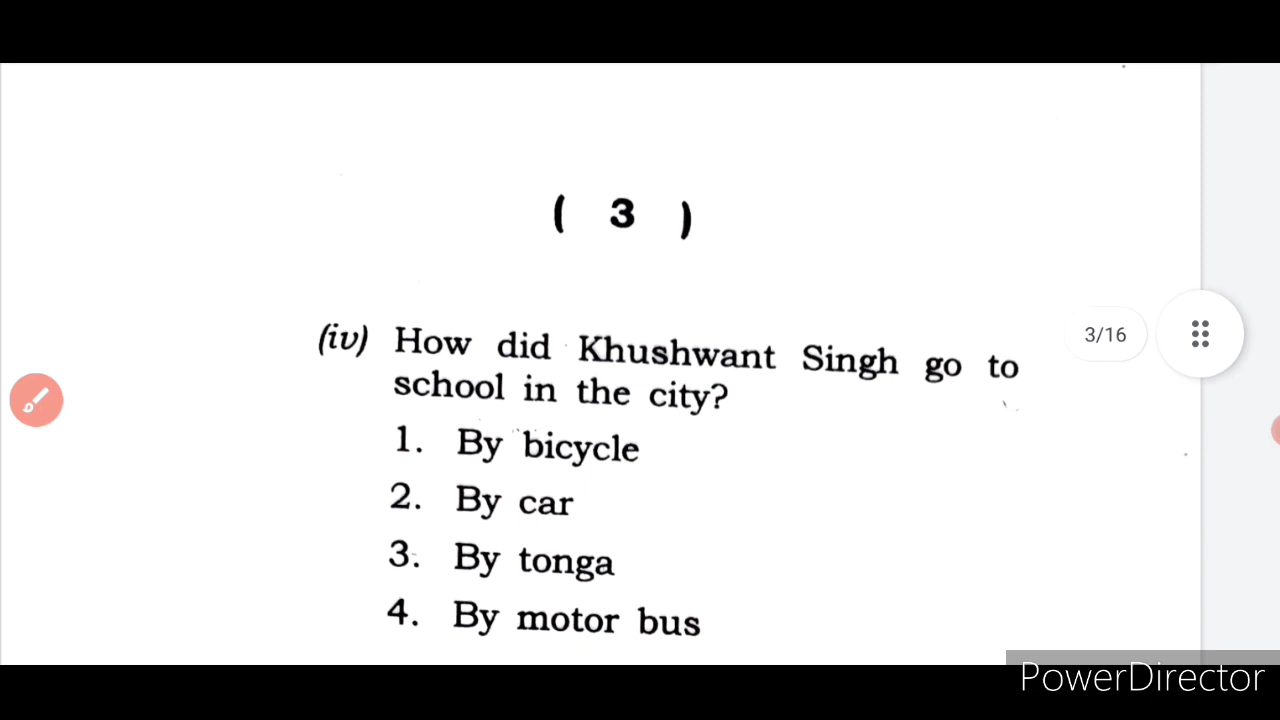 ( 3 )
(iv) How did Khushwant Singh go to
school in the city?
1. By bicycle
2. By car
3. By tonga
4. By motor bus
3/16
PowerDirector